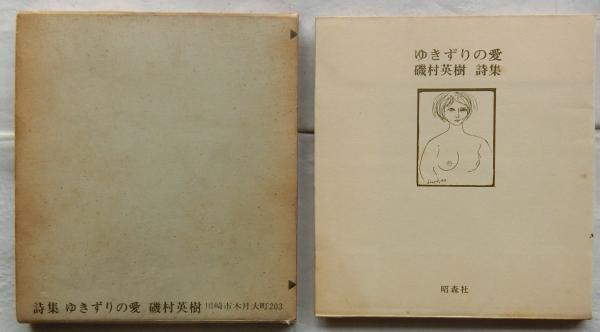 詩集 ゆきずりの愛 磯村英樹 川崎市木月大町203
ゆきずりの愛
磯村英樹 詩集
昭森社